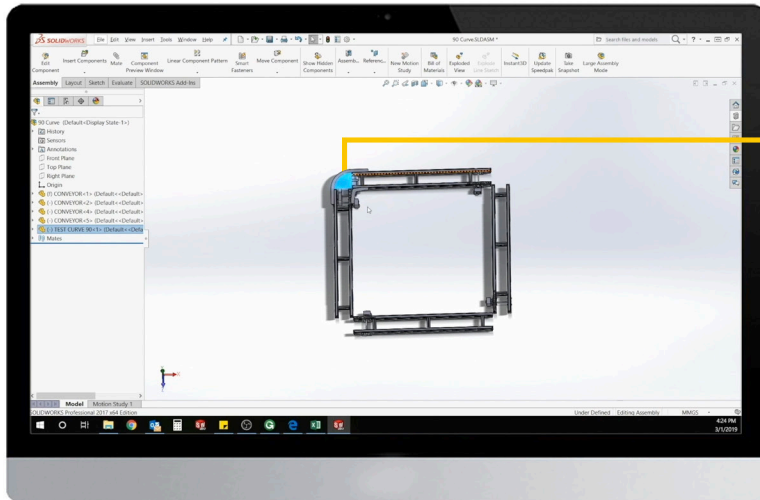 SOLIDWORKS File Edit View Insert Tools Window Help 90 Curve.SLDASM * Search files and models
Edit Component
Insert Components
Mate
Component Preview Window
Linear Component Pattern
Smart Fasteners
Move Component
Show Hidden Components
Assemb...
Referenc...
New Motion Study
Bill of Materials
Exploded View
Explode Line Sketch
Instant3D
Update Speedpak
Take Snapshot
Large Assembly Mode
Assembly Layout Sketch Evaluate SOLIDWORKS Add-Ins
90 Curve (Default<Display State-1>)
History
Sensors
Annotations
Front Plane
Top Plane
Right Plane
Origin
(f) CONVEYOR<1> (Default<<Default>
(-) CONVEYOR<2> (Default<<Default>
(-) CONVEYOR<4> (Default<<Default>
(-) CONVEYOR<5> (Default<<Default>
(-) TEST CURVE 90<1> (Default<<Defa
Mates
Model Motion Study 1
SOLIDWORKS Professional 2017 x64 Edition Under Defined Editing Assembly MMGS
4:24 PM
3/1/2019